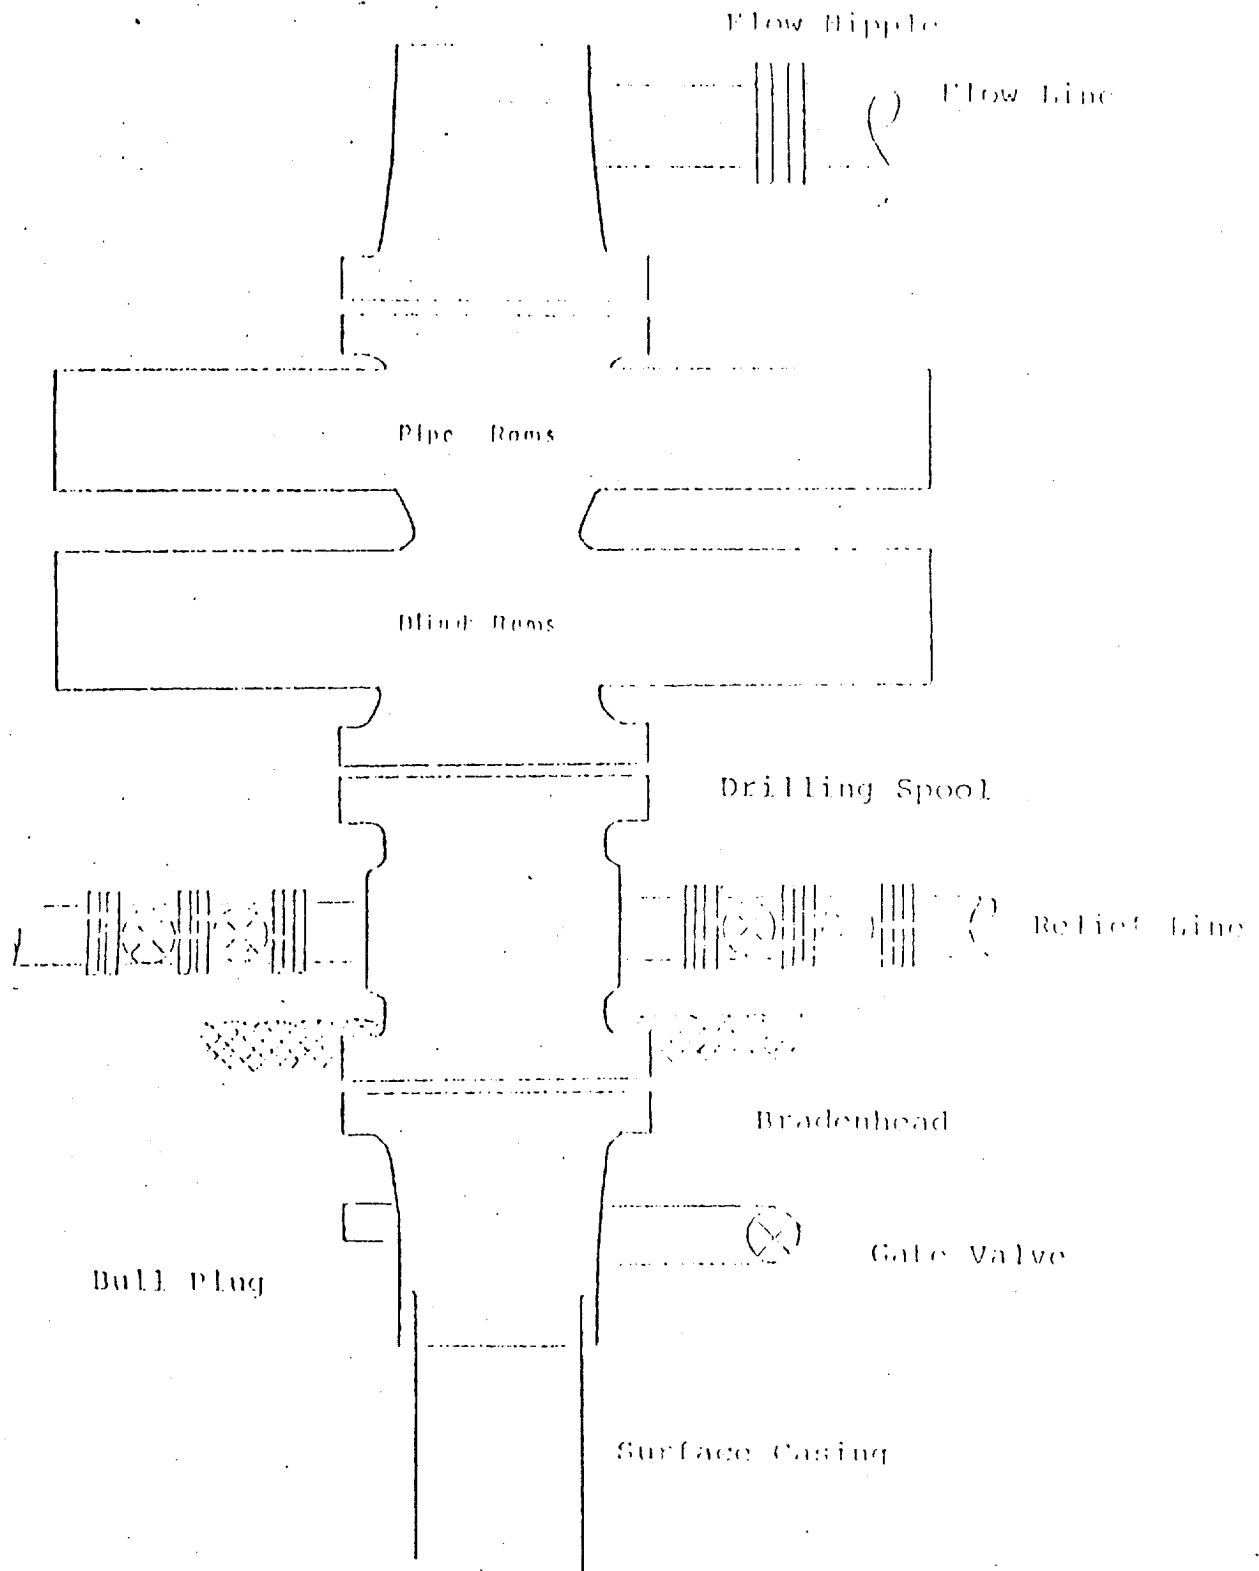 Flow Nipple
Flow Line
Pipe Rams
Blind Rams
Drilling Spool
Relief Line
Bradenhead
Gate Valve
Bull Plug
Surface Casing